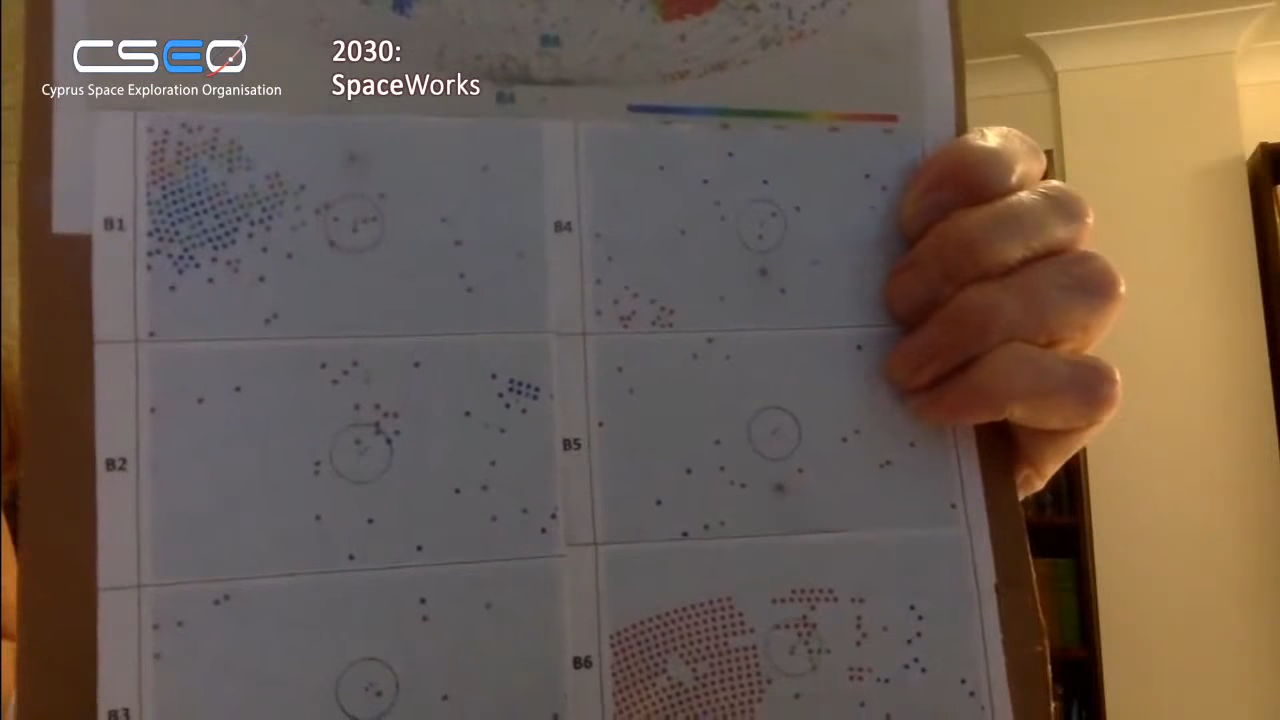 CSEO
Cyprus Space Exploration Organisation
2030:
SpaceWorks
B1
B4
B2
B5
B3
B6